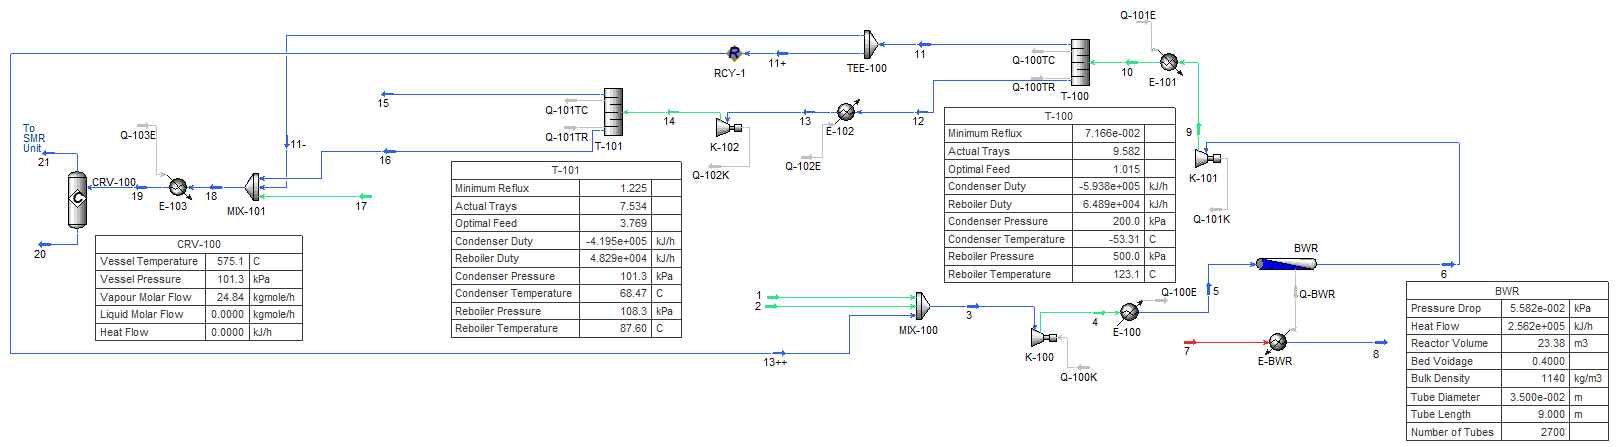 Q-101E
11
11+
RCY-1
TEE-100
Q-100TC
Q-100TR
T-100
10
E-101
15
Q-101TC
Q-101TR
T-101
14
K-102
Q-102K
13
E-102
Q-102E
12
9
K-101
Q-101K
To
SMR
Unit
21
Q-103E
11-
16
CRV-100
19
E-103
18
MIX-101
17
20
T-100
Minimum Reflux 7.166e-002
Actual Trays 9.582
Optimal Feed 1.015
Condenser Duty -5.938e+005 kJ/h
Reboiler Duty 6.489e+004 kJ/h
Condenser Pressure 200.0 kPa
Condenser Temperature -53.31 C
Reboiler Pressure 500.0 kPa
Reboiler Temperature 123.1 C
T-101
Minimum Reflux 1.225
Actual Trays 7.534
Optimal Feed 3.769
Condenser Duty -4.195e+005 kJ/h
Reboiler Duty 4.829e+004 kJ/h
Condenser Pressure 101.3 kPa
Condenser Temperature 68.47 C
Reboiler Pressure 108.3 kPa
Reboiler Temperature 87.60 C
CRV-100
Vessel Temperature 575.1 C
Vessel Pressure 101.3 kPa
Vapour Molar Flow 24.84 kgmole/h
Liquid Molar Flow 0.0000 kgmole/h
Heat Flow 0.0000 kJ/h
1
2
MIX-100
3
K-100
Q-100K
4
E-100
Q-100E
5
BWR
6
Q-BWR
7
E-BWR
8
13++
BWR
Pressure Drop 5.582e-002 kPa
Heat Flow 2.562e+005 kJ/h
Reactor Volume 23.38 m3
Bed Voidage 0.4000
Bulk Density 1140 kg/m3
Tube Diameter 3.500e-002 m
Tube Length 9.000 m
Number of Tubes 2700